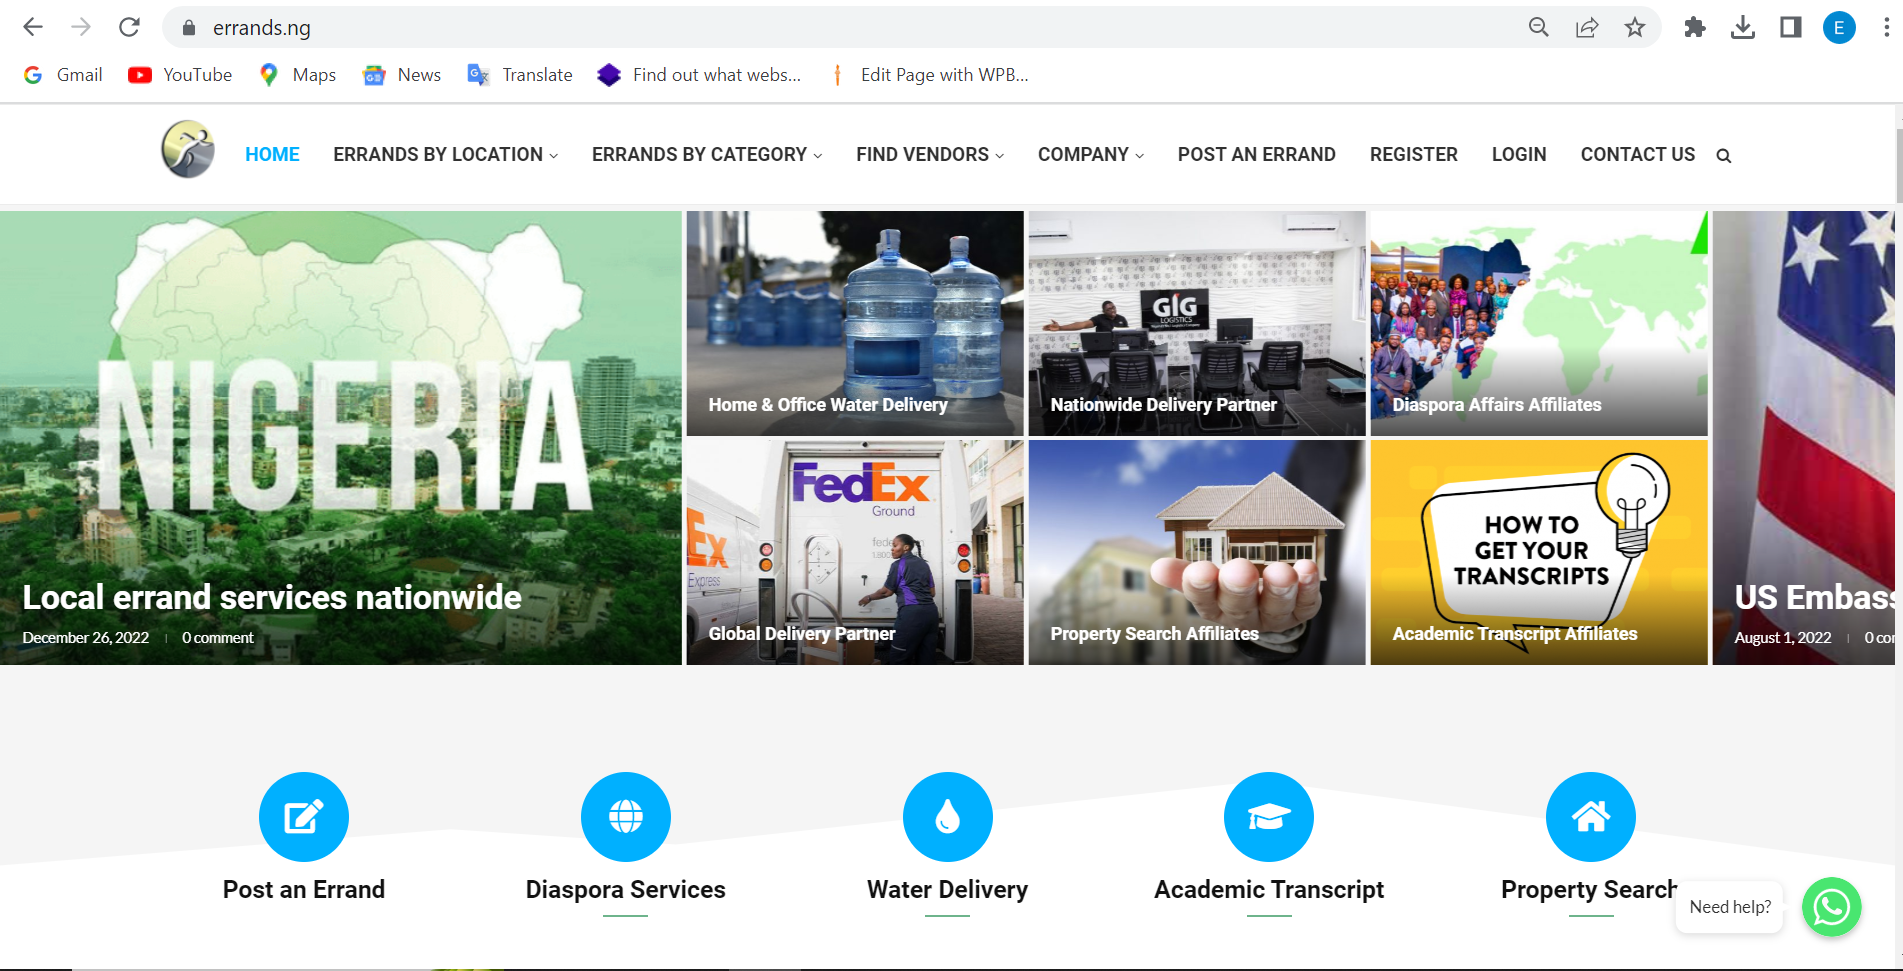 errands.ng
Gmail
YouTube
Maps
News
Translate
Find out what webs...
Edit Page with WPB...
E
HOME
ERRANDS BY LOCATION
ERRANDS BY CATEGORY
FIND VENDORS
COMPANY
POST AN ERRAND
REGISTER
LOGIN
CONTACT US
NIGERIA
Local errand services nationwide
December 26, 2022
0 comment
Home & Office Water Delivery
GIG
LOGISTICS
Nationwide Delivery Partner
Diaspora Affairs Affiliates
FedEx
Ground
Ex
Express
Global Delivery Partner
Property Search Affiliates
HOW TO
GET YOUR
TRANSCRIPTS
Academic Transcript Affiliates
US Embass
August 1, 2022
0 co
Post an Errand
Diaspora Services
Water Delivery
Academic Transcript
Property Search
Need help?